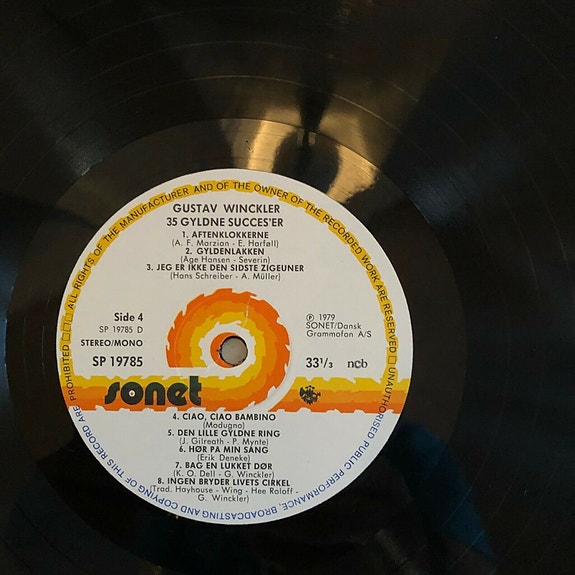 ALL RIGHTS OF THE MANUFACTURER AND OF THE OWNER OF THE RECORDED WORK ARE RESERVED
UNAUTHORISED PUBLIC PERFORMANCE, BROADCASTING AND COPYING OF THIS RECORD ARE PROHIBITED
GUSTAV WINCKLER
35 GYLDNE SUCCES'ER
1. AFTENKLOKKERNE
(A. F. Marzian - E. Harføll)
2. GYLDENLAKKEN
(Age Hansen - Severin)
3. JEG ER IKKE DEN SIDSTE ZIGEUNER
(Hans Schreiber - A. Müller)
Side 4
SP 19785 D
STEREO/MONO
SP 19785
℗ 1979
SONET/Dansk
Grammofon A/S
33 1/3 ncb
sonet
4. CIAO, CIAO BAMBINO
(Modugno)
5. DEN LILLE GYLDNE RING
(J. Gilreath - P. Mynte)
6. HØR PA MIN SANG
(Erik Deneke)
7. BAG EN LUKKET DØR
(K. O. Dell - G. Winckler)
8. INGEN BRYDER LIVETS CIRKEL
(Trad. Hayhouse - Wing - Hee Roloff -
G. Winckler)